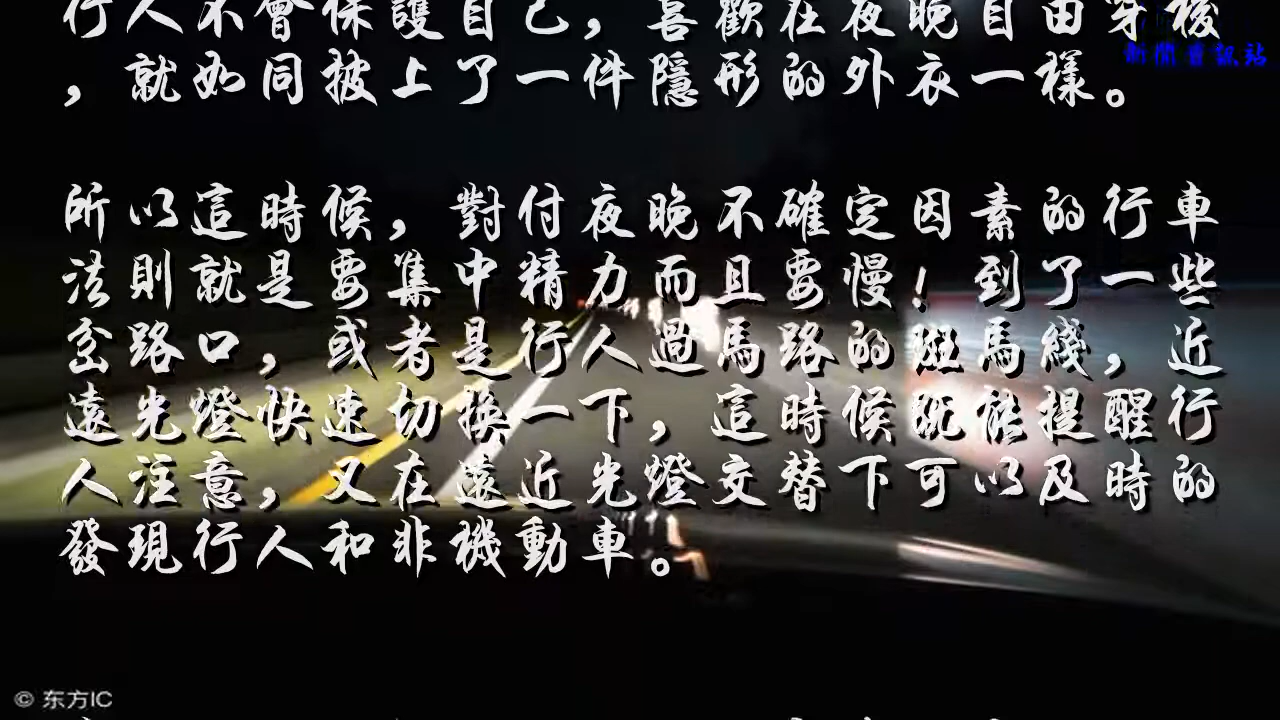 行人不會保護自己，喜歡在夜晚自由穿梭
，就如同披上了一件隱形的外衣一樣。
新聞資訊站
所以這時候，對付夜晚不確定因素的行車
法則就是要集中精力而且要慢！到了一些
岔路口，或者是行人過馬路的斑馬綫，近
遠光燈快速切換一下，這時候既能提醒行
人注意，又在遠近光燈交替下可以及時的
發現行人和非機動車。
© 东方IC